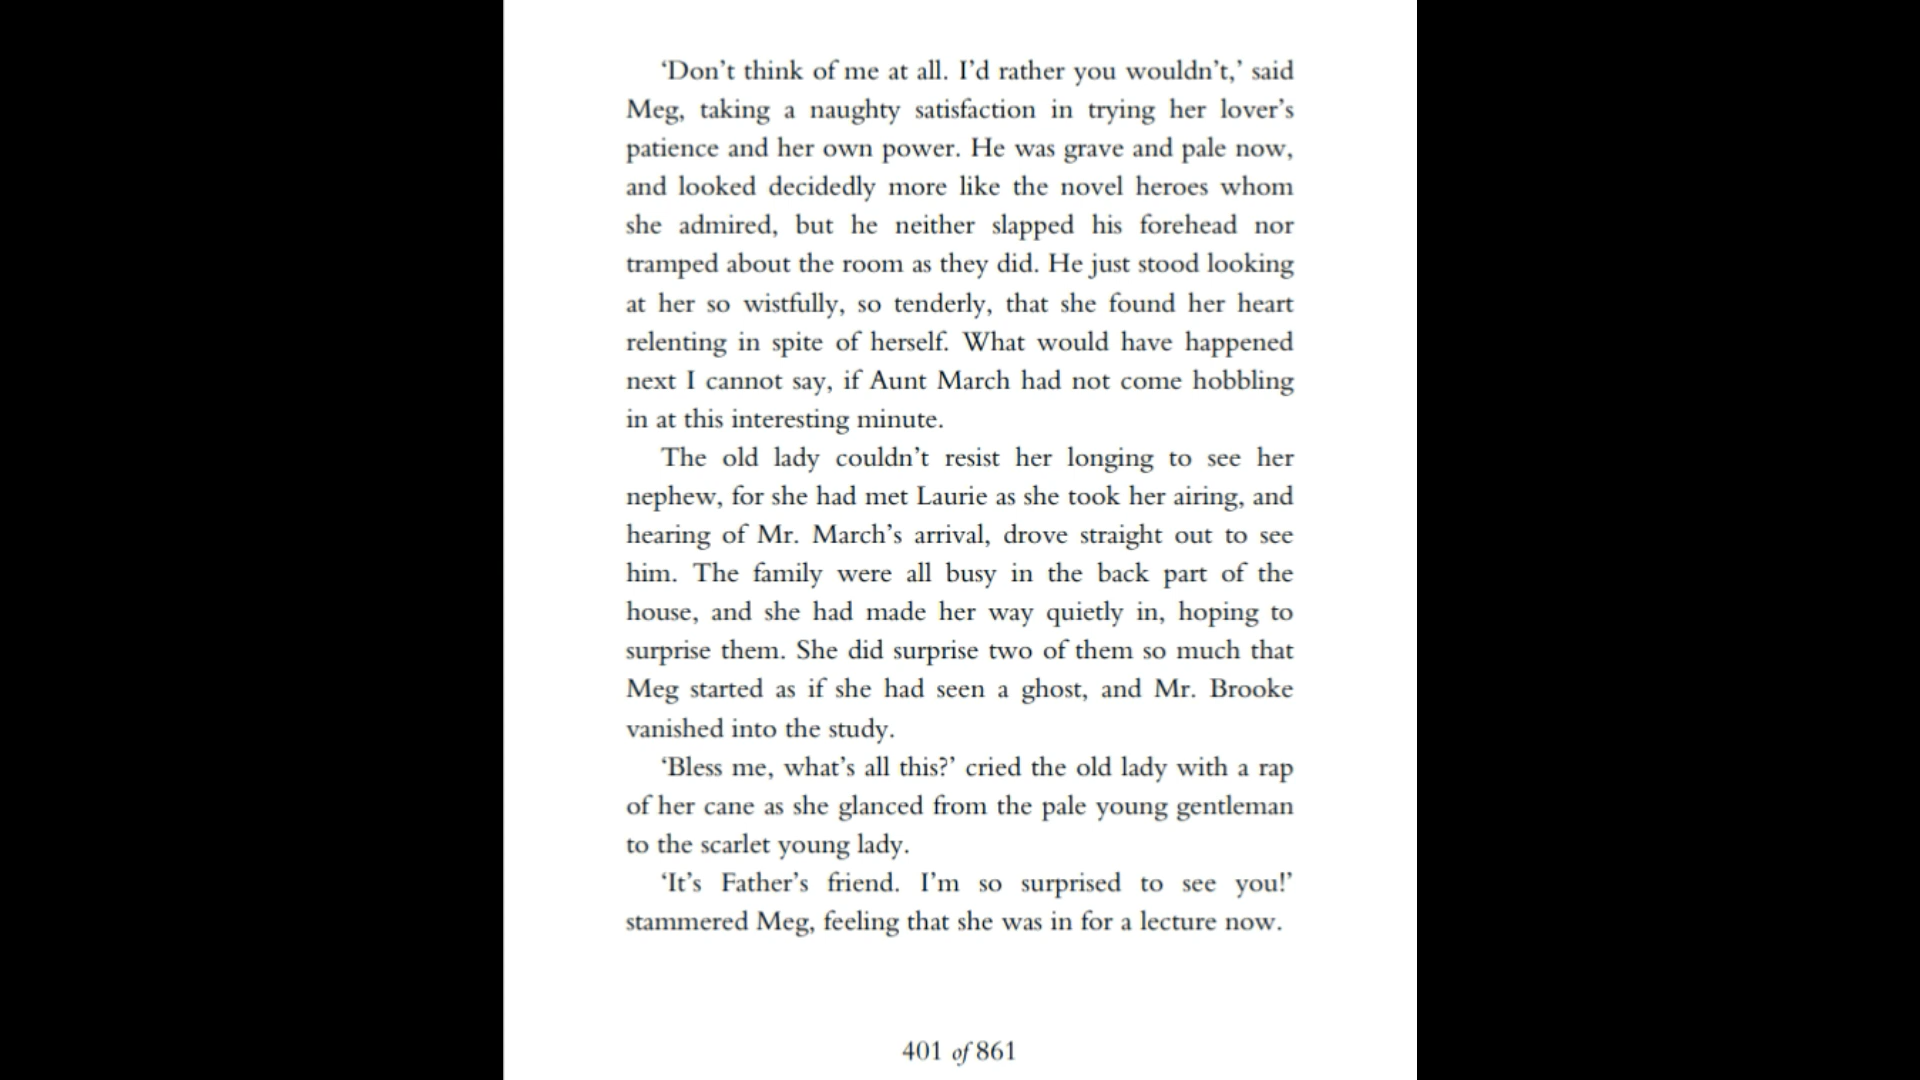 ‘Don’t think of me at all. I’d rather you wouldn’t,’ said
Meg, taking a naughty satisfaction in trying her lover’s
patience and her own power. He was grave and pale now,
and looked decidedly more like the novel heroes whom
she admired, but he neither slapped his forehead nor
tramped about the room as they did. He just stood looking
at her so wistfully, so tenderly, that she found her heart
relenting in spite of herself. What would have happened
next I cannot say, if Aunt March had not come hobbling
in at this interesting minute.
The old lady couldn’t resist her longing to see her
nephew, for she had met Laurie as she took her airing, and
hearing of Mr. March’s arrival, drove straight out to see
him. The family were all busy in the back part of the
house, and she had made her way quietly in, hoping to
surprise them. She did surprise two of them so much that
Meg started as if she had seen a ghost, and Mr. Brooke
vanished into the study.
‘Bless me, what’s all this?’ cried the old lady with a rap
of her cane as she glanced from the pale young gentleman
to the scarlet young lady.
‘It’s Father’s friend. I’m so surprised to see you!’
stammered Meg, feeling that she was in for a lecture now.
401 of 861